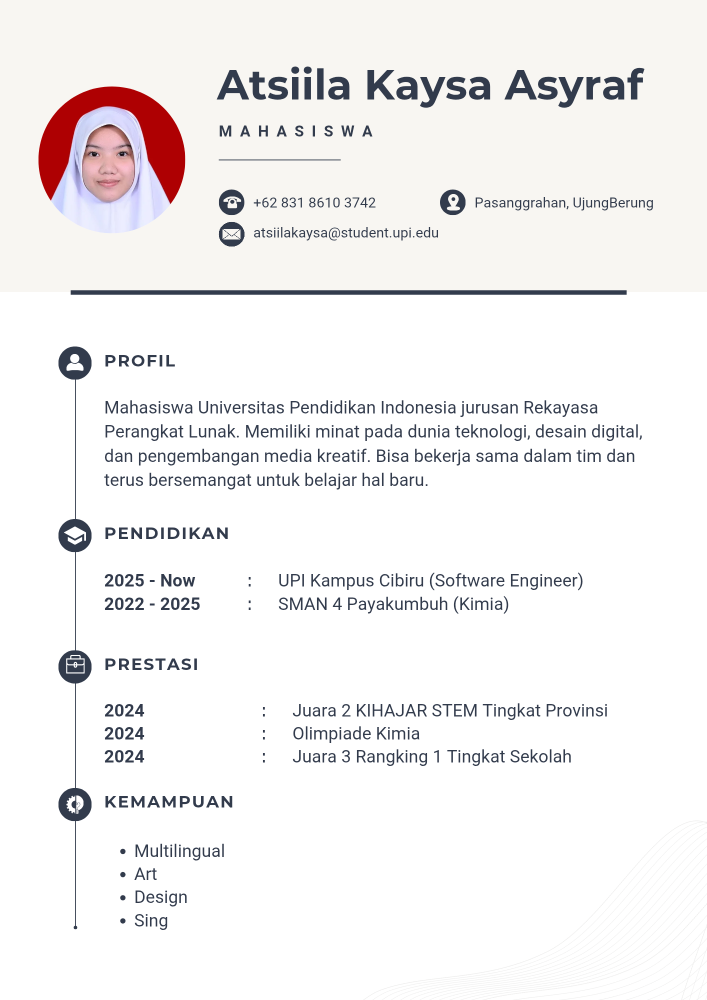 Atsiila Kaysa Asyraf
MAHASISWA
+62 831 8610 3742
Pasanggrahan, UjungBerung
atsiilakaysa@student.upi.edu
PROFIL
Mahasiswa Universitas Pendidikan Indonesia jurusan Rekayasa
Perangkat Lunak. Memiliki minat pada dunia teknologi, desain digital,
dan pengembangan media kreatif. Bisa bekerja sama dalam tim dan
terus bersemangat untuk belajar hal baru.
PENDIDIKAN
2025 - Now : UPI Kampus Cibiru (Software Engineer)
2022 - 2025 : SMAN 4 Payakumbuh (Kimia)
PRESTASI
2024 : Juara 2 KIHAJAR STEM Tingkat Provinsi
2024 : Olimpiade Kimia
2024 : Juara 3 Rangking 1 Tingkat Sekolah
KEMAMPUAN
• Multilingual
• Art
• Design
• Sing